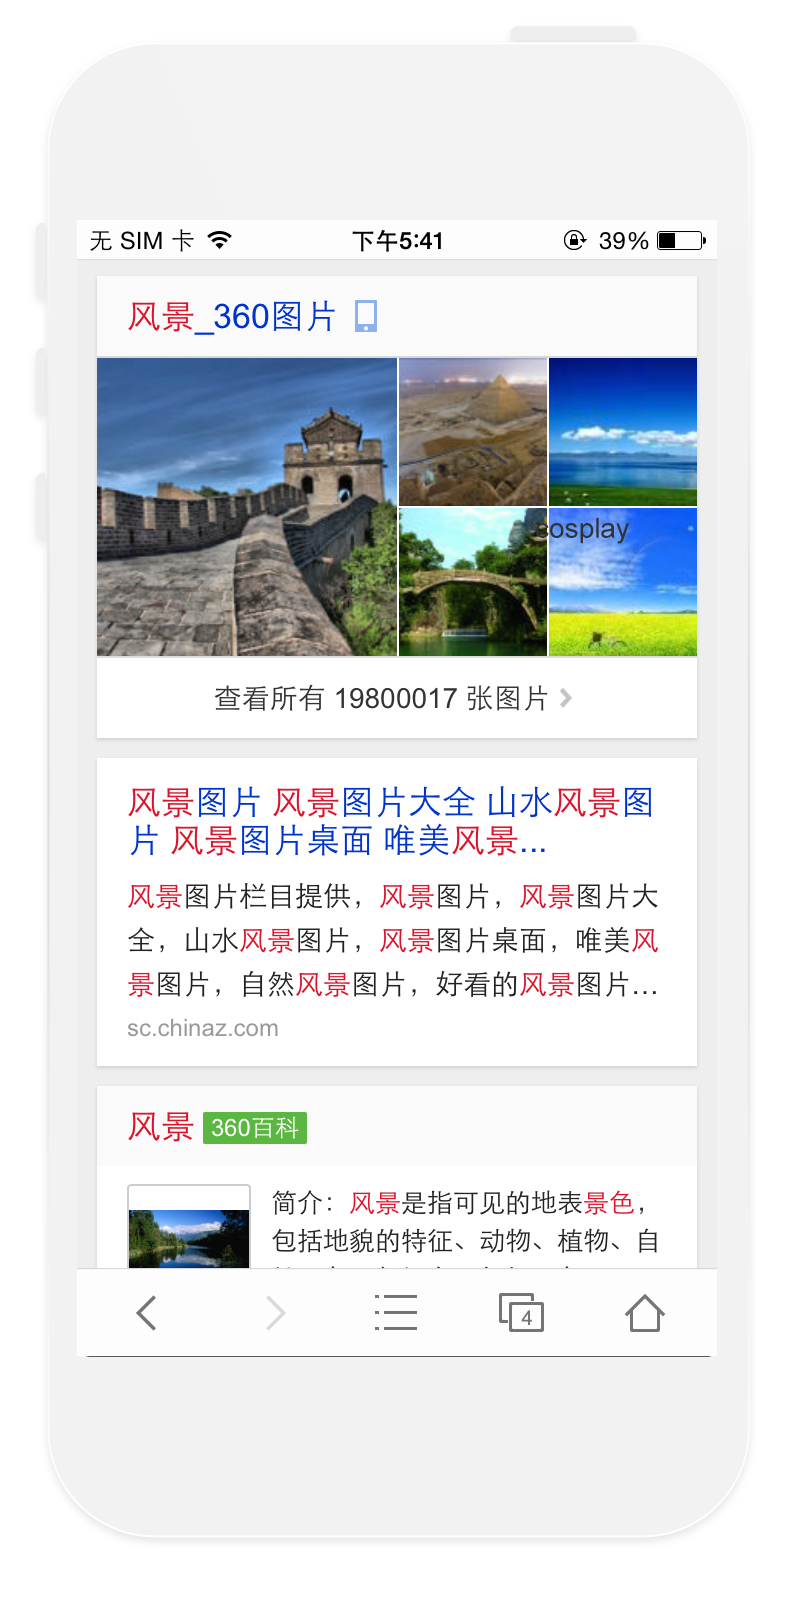 无 SIM 卡 下午5:41 39%
风景_360图片
cosplay
查看所有 19800017 张图片
风景图片 风景图片大全 山水风景图
片 风景图片桌面 唯美风景...
风景图片栏目提供，风景图片，风景图片大
全，山水风景图片，风景图片桌面，唯美风
景图片，自然风景图片，好看的风景图片...
sc.chinaz.com
风景 360百科
简介：风景是指可见的地表景色，
包括地貌的特征、动物、植物、自
4